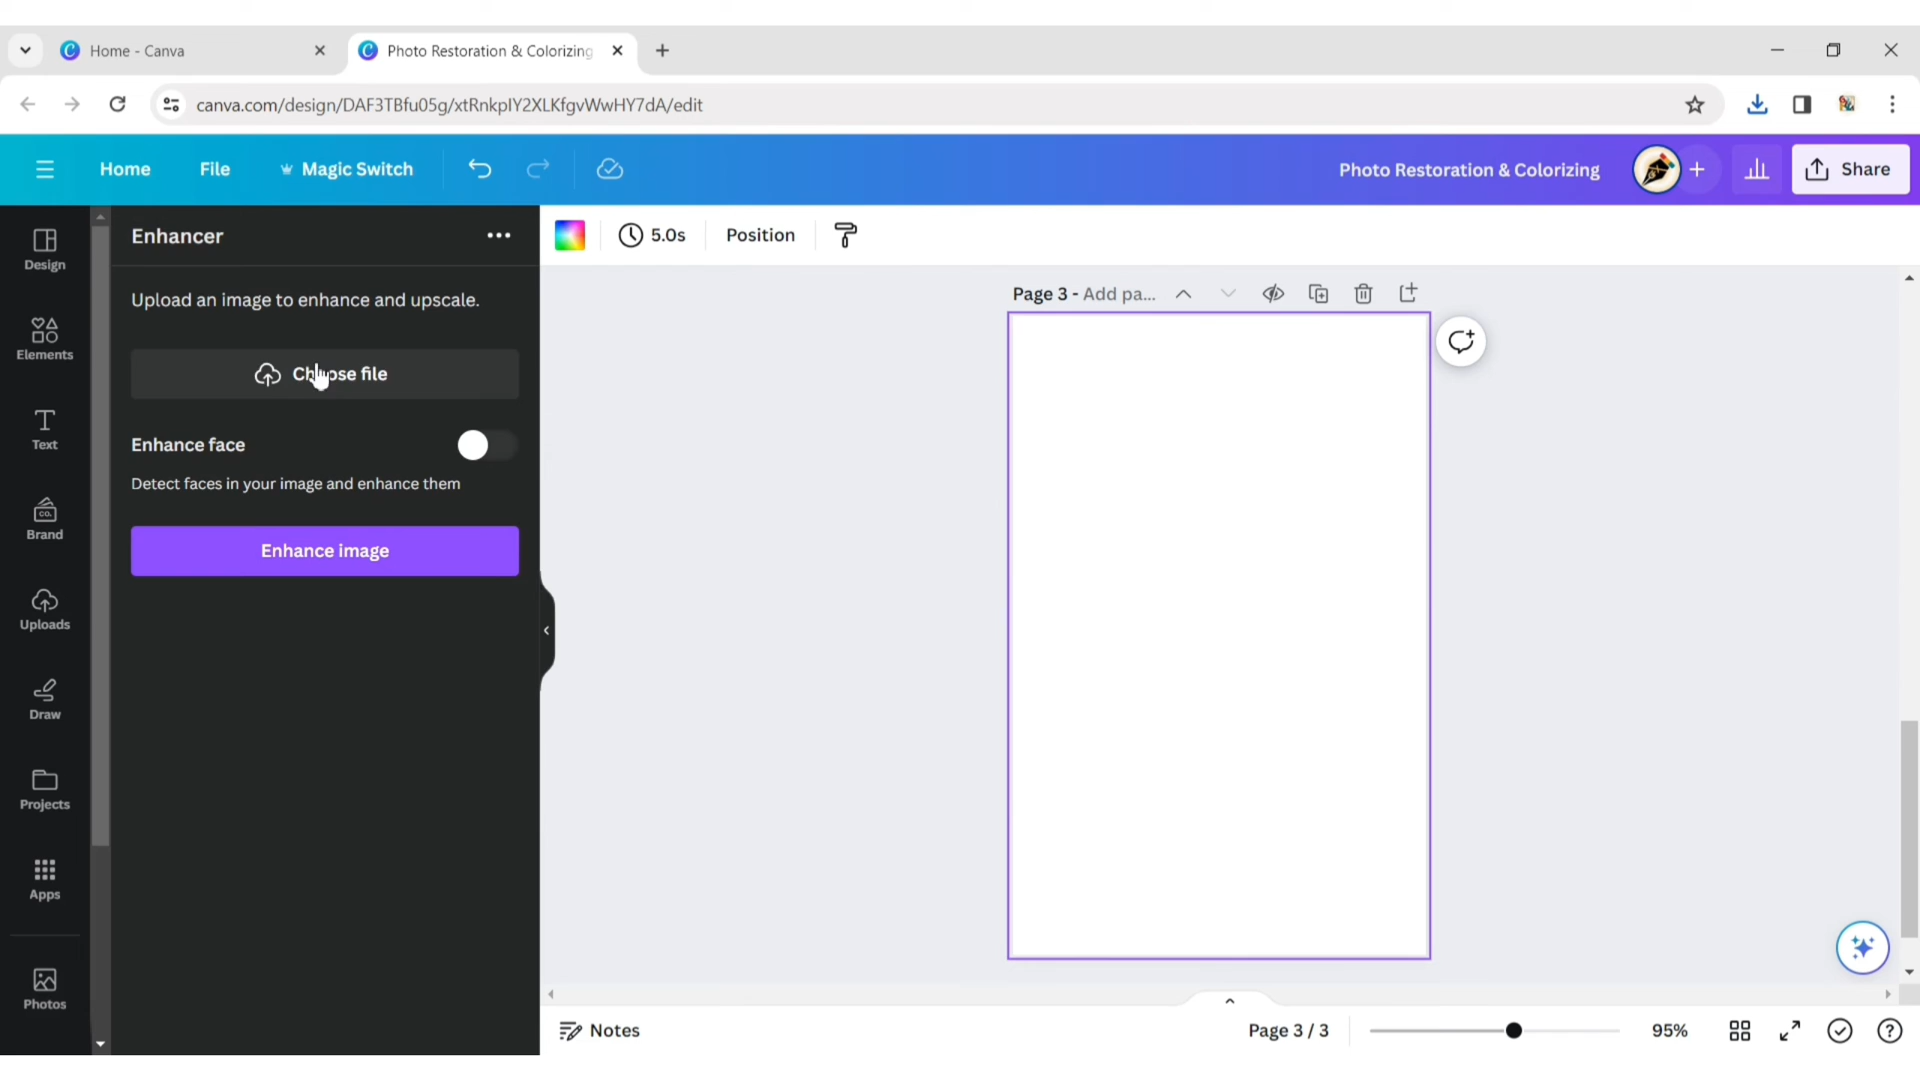 Home - Canva
Photo Restoration & Colorizing
canva.com/design/DAF3TBfu05g/xtRnkpIY2XLKfgvWwHY7dA/edit
Home
File
Magic Switch
Photo Restoration & Colorizing
Share
Design
Elements
Text
CO.
Brand
Uploads
Draw
Projects
Apps
Photos
Enhancer
Upload an image to enhance and upscale.
Choose file
Enhance face
Detect faces in your image and enhance them
Enhance image
5.0s
Position
Page 3 - Add pa...
Notes
Page 3 / 3
95%